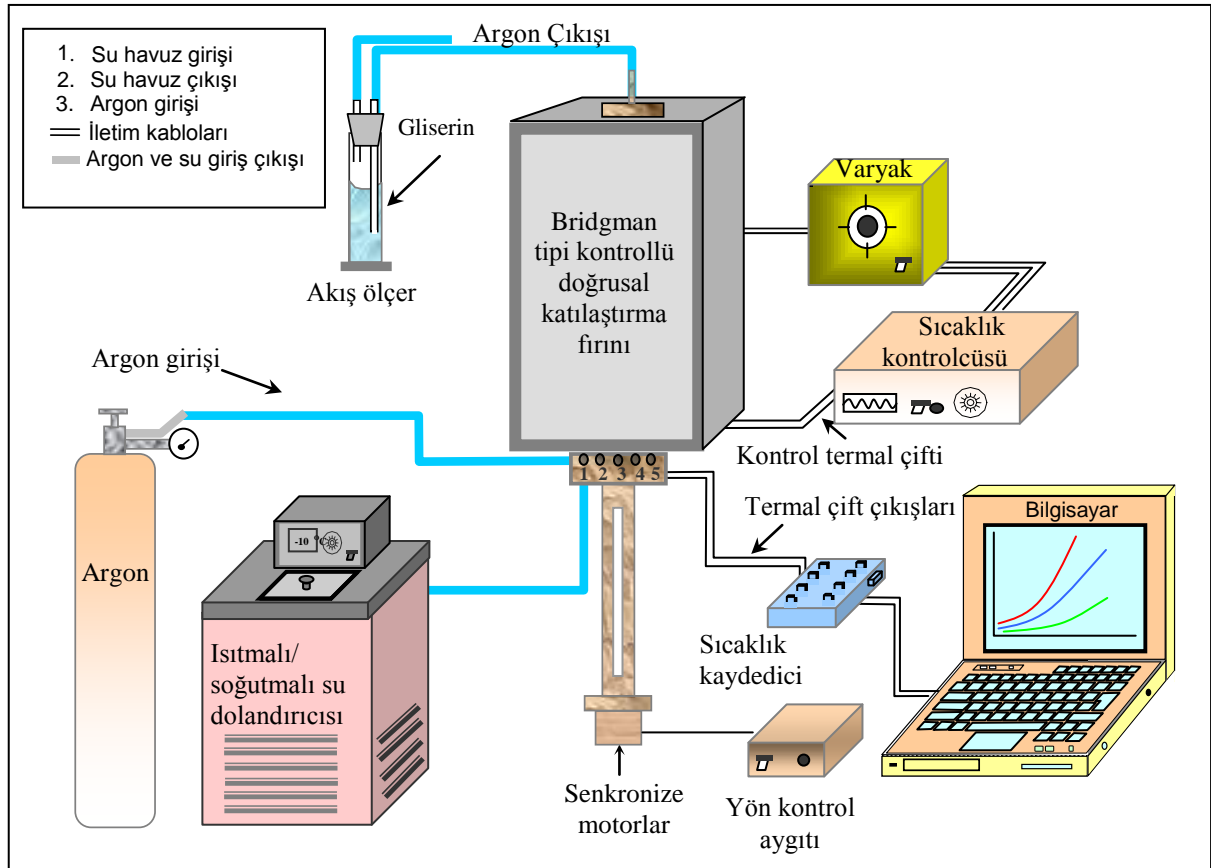 1. Su havuz girişi
2. Su havuz çıkışı
3. Argon girişi
İletim kabloları
Argon ve su giriş çıkışı
Argon Çıkışı
Gliserin
Akış ölçer
Bridgman
tipi kontrollü
doğrusal
katılaştırma
fırını
Varyak
Sıcaklık
kontrolcüsü
Kontrol termal çifti
Argon girişi
1 2 3 4 5
Termal çift çıkışları
Bilgisayar
-10
Argon
Isıtmalı/
soğutmalı su
dolandırıcısı
Sıcaklık
kaydedici
Senkronize
motorlar
Yön kontrol
aygıtı